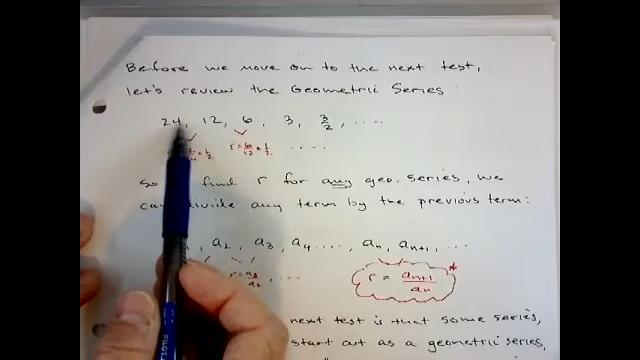 Before we move on to the next test,
let's review the Geometric Series:
24, 12, 6, 3, 3/2, ....
= 1/2 r = 6/12 = 1/2 ....
So find r for any geo. series, we
can divide any term by the previous term:
a2, a3, a4 ...., an, an+1, ...
r = a3/a2, ... r = an+1/an *
next test is that some series,
start out as a geometric series,
PILOT